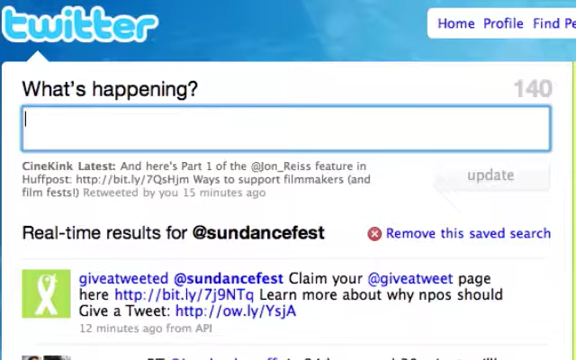 twitter
Home Profile Find Pe
What's happening? 140
CineKink Latest: And here's Part 1 of the @Jon_Reiss feature in
Huffpost: http://bit.ly/7QsHjm Ways to support filmmakers (and
film fests!) Retweeted by you 15 minutes ago
update
Real-time results for @sundancefest
Remove this saved search
giveatweeted @sundancefest Claim your @giveatweet page
here http://bit.ly/7j9NTq Learn more about why npos should
Give a Tweet: http://ow.ly/YsjA
12 minutes ago from API